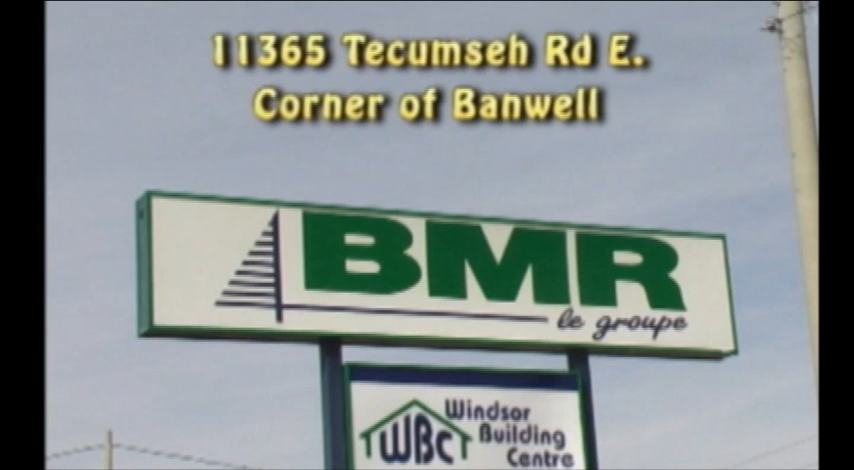 11365 Tecumseh Rd E.
Corner of Banwell
BMR
le groupe
WBC
Windsor
Building
Centre